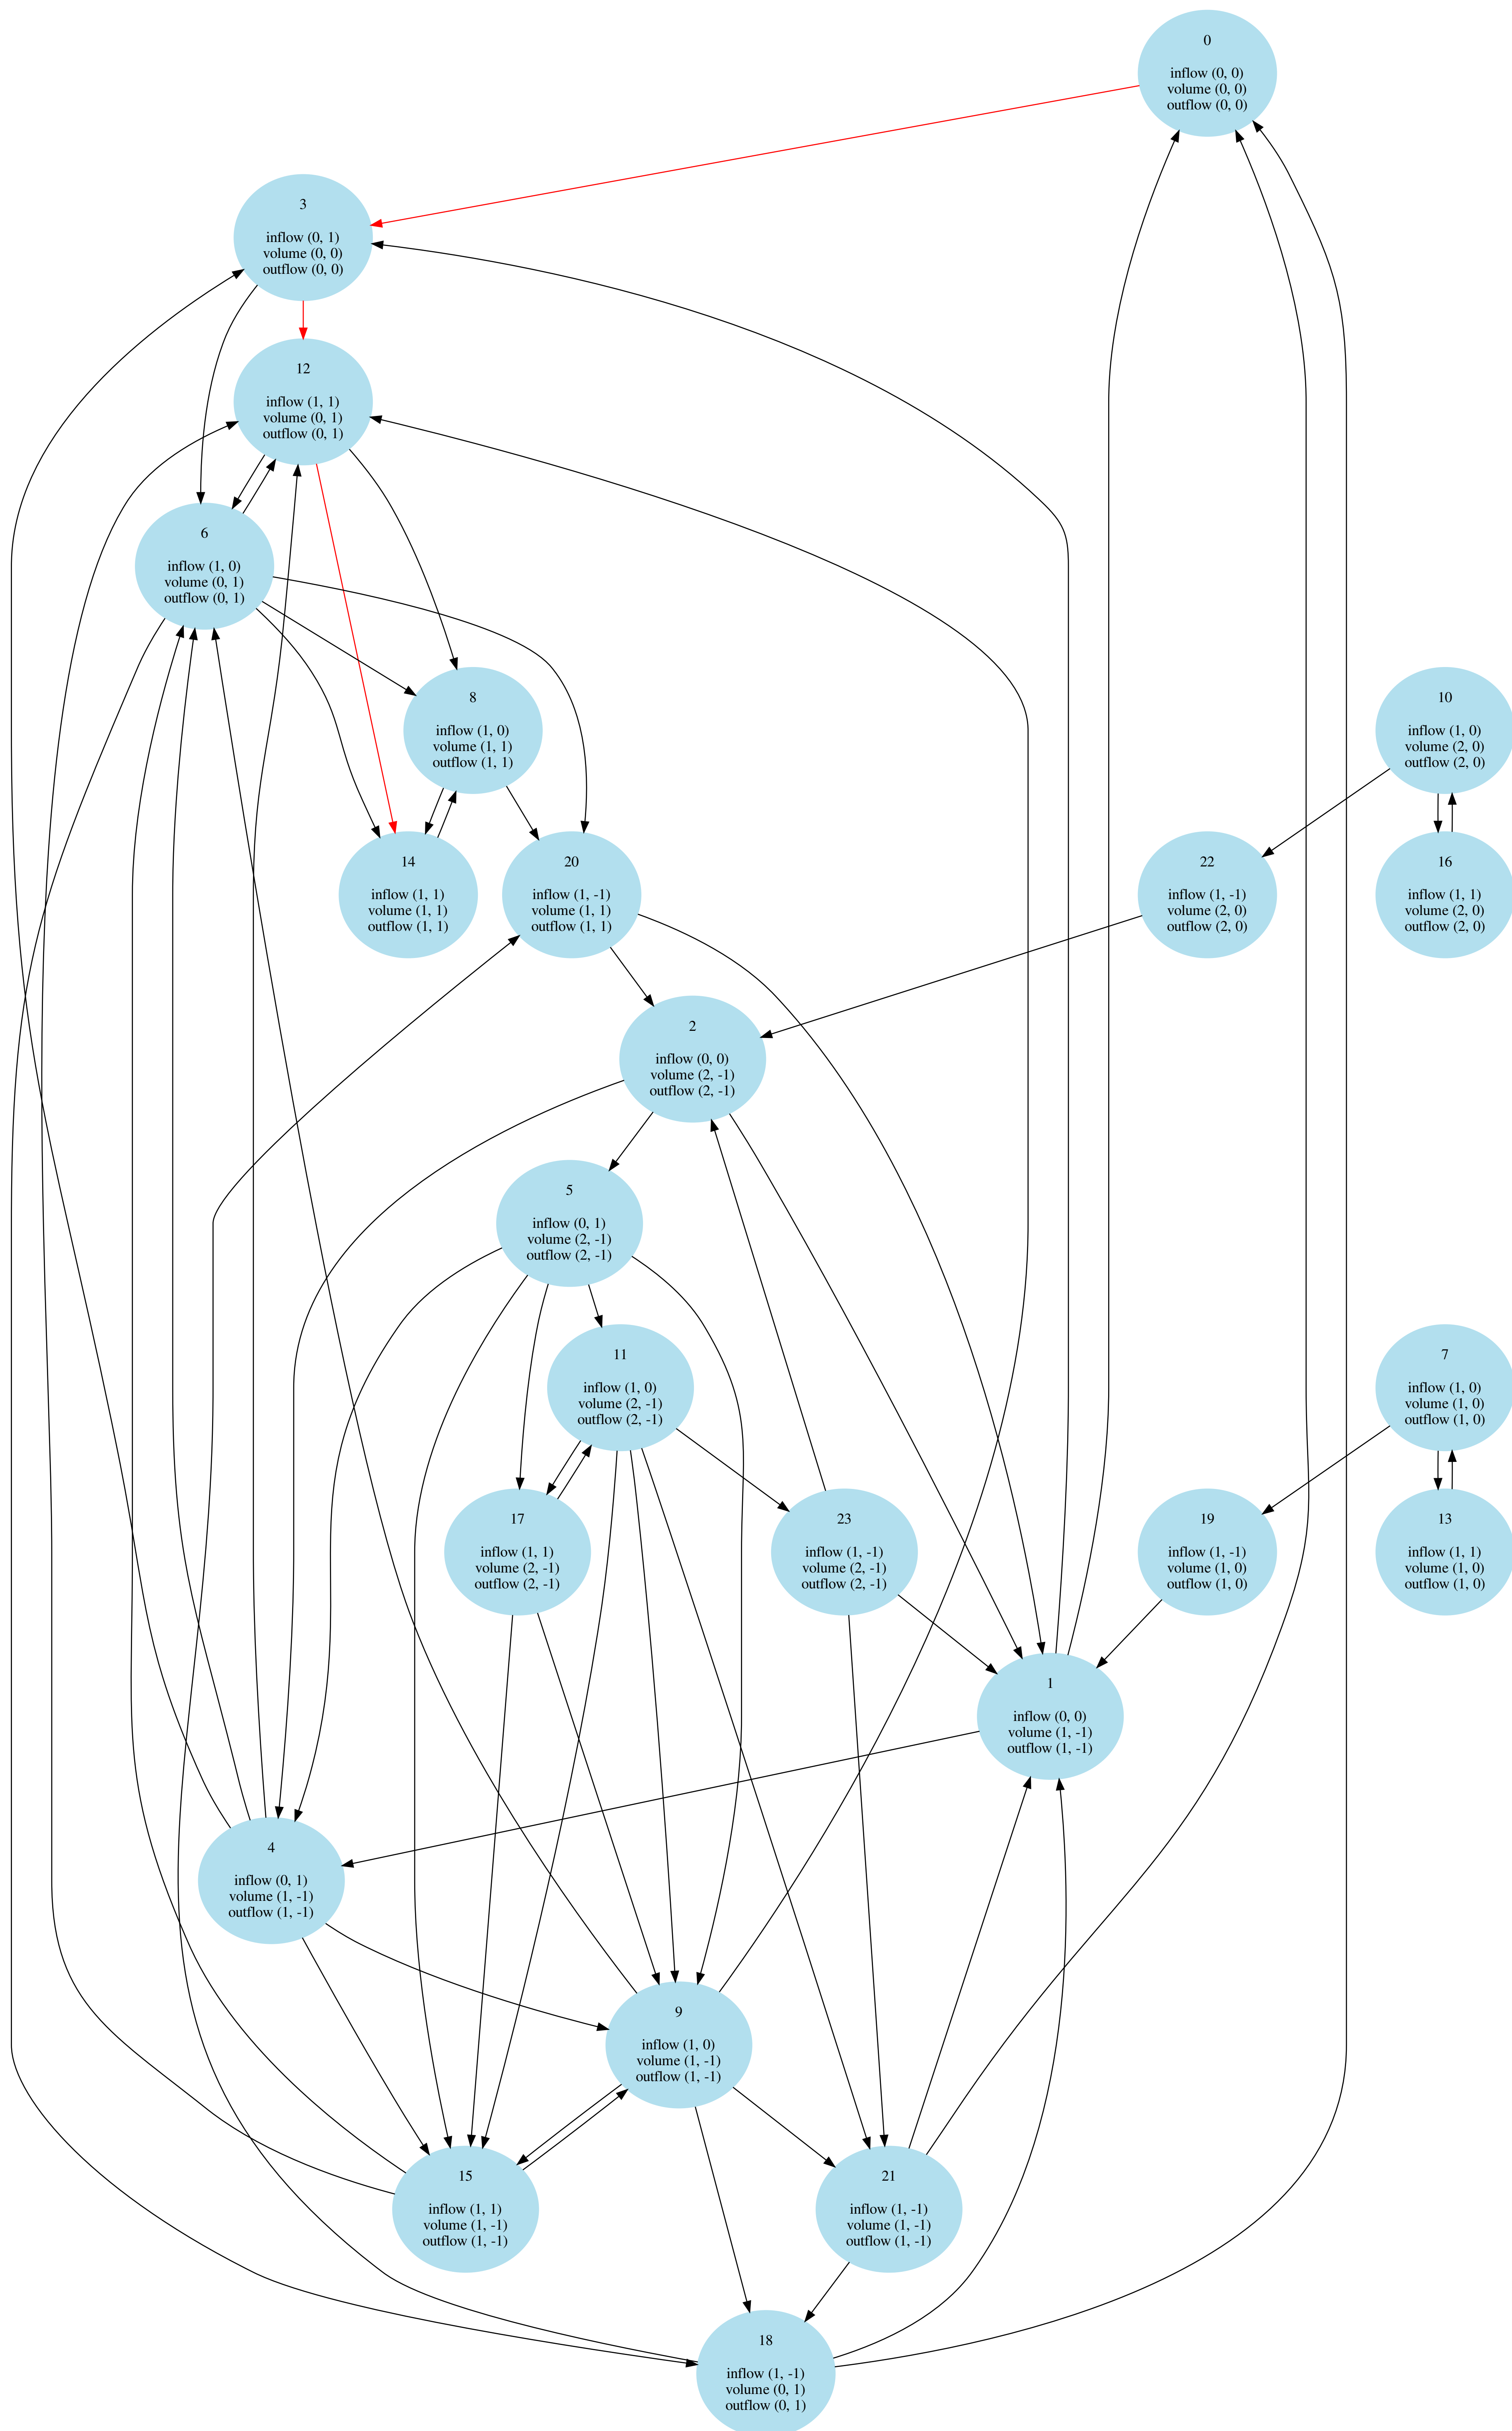 0
inflow (0, 0)
volume (0, 0)
outflow (0, 0)
3
inflow (0, 1)
volume (0, 0)
outflow (0, 0)
12
inflow (1, 1)
volume (0, 1)
outflow (0, 1)
6
inflow (1, 0)
volume (0, 1)
outflow (0, 1)
8
inflow (1, 0)
volume (1, 1)
outflow (1, 1)
10
inflow (1, 0)
volume (2, 0)
outflow (2, 0)
14
inflow (1, 1)
volume (1, 1)
outflow (1, 1)
20
inflow (1, -1)
volume (1, 1)
outflow (1, 1)
22
inflow (1, -1)
volume (2, 0)
outflow (2, 0)
16
inflow (1, 1)
volume (2, 0)
outflow (2, 0)
2
inflow (0, 0)
volume (2, -1)
outflow (2, -1)
5
inflow (0, 1)
volume (2, -1)
outflow (2, -1)
11
inflow (1, 0)
volume (2, -1)
outflow (2, -1)
7
inflow (1, 0)
volume (1, 0)
outflow (1, 0)
17
inflow (1, 1)
volume (2, -1)
outflow (2, -1)
23
inflow (1, -1)
volume (2, -1)
outflow (2, -1)
19
inflow (1, -1)
volume (1, 0)
outflow (1, 0)
13
inflow (1, 1)
volume (1, 0)
outflow (1, 0)
1
inflow (0, 0)
volume (1, -1)
outflow (1, -1)
4
inflow (0, 1)
volume (1, -1)
outflow (1, -1)
9
inflow (1, 0)
volume (1, -1)
outflow (1, -1)
15
inflow (1, 1)
volume (1, -1)
outflow (1, -1)
21
inflow (1, -1)
volume (1, -1)
outflow (1, -1)
18
inflow (1, -1)
volume (0, 1)
outflow (0, 1)